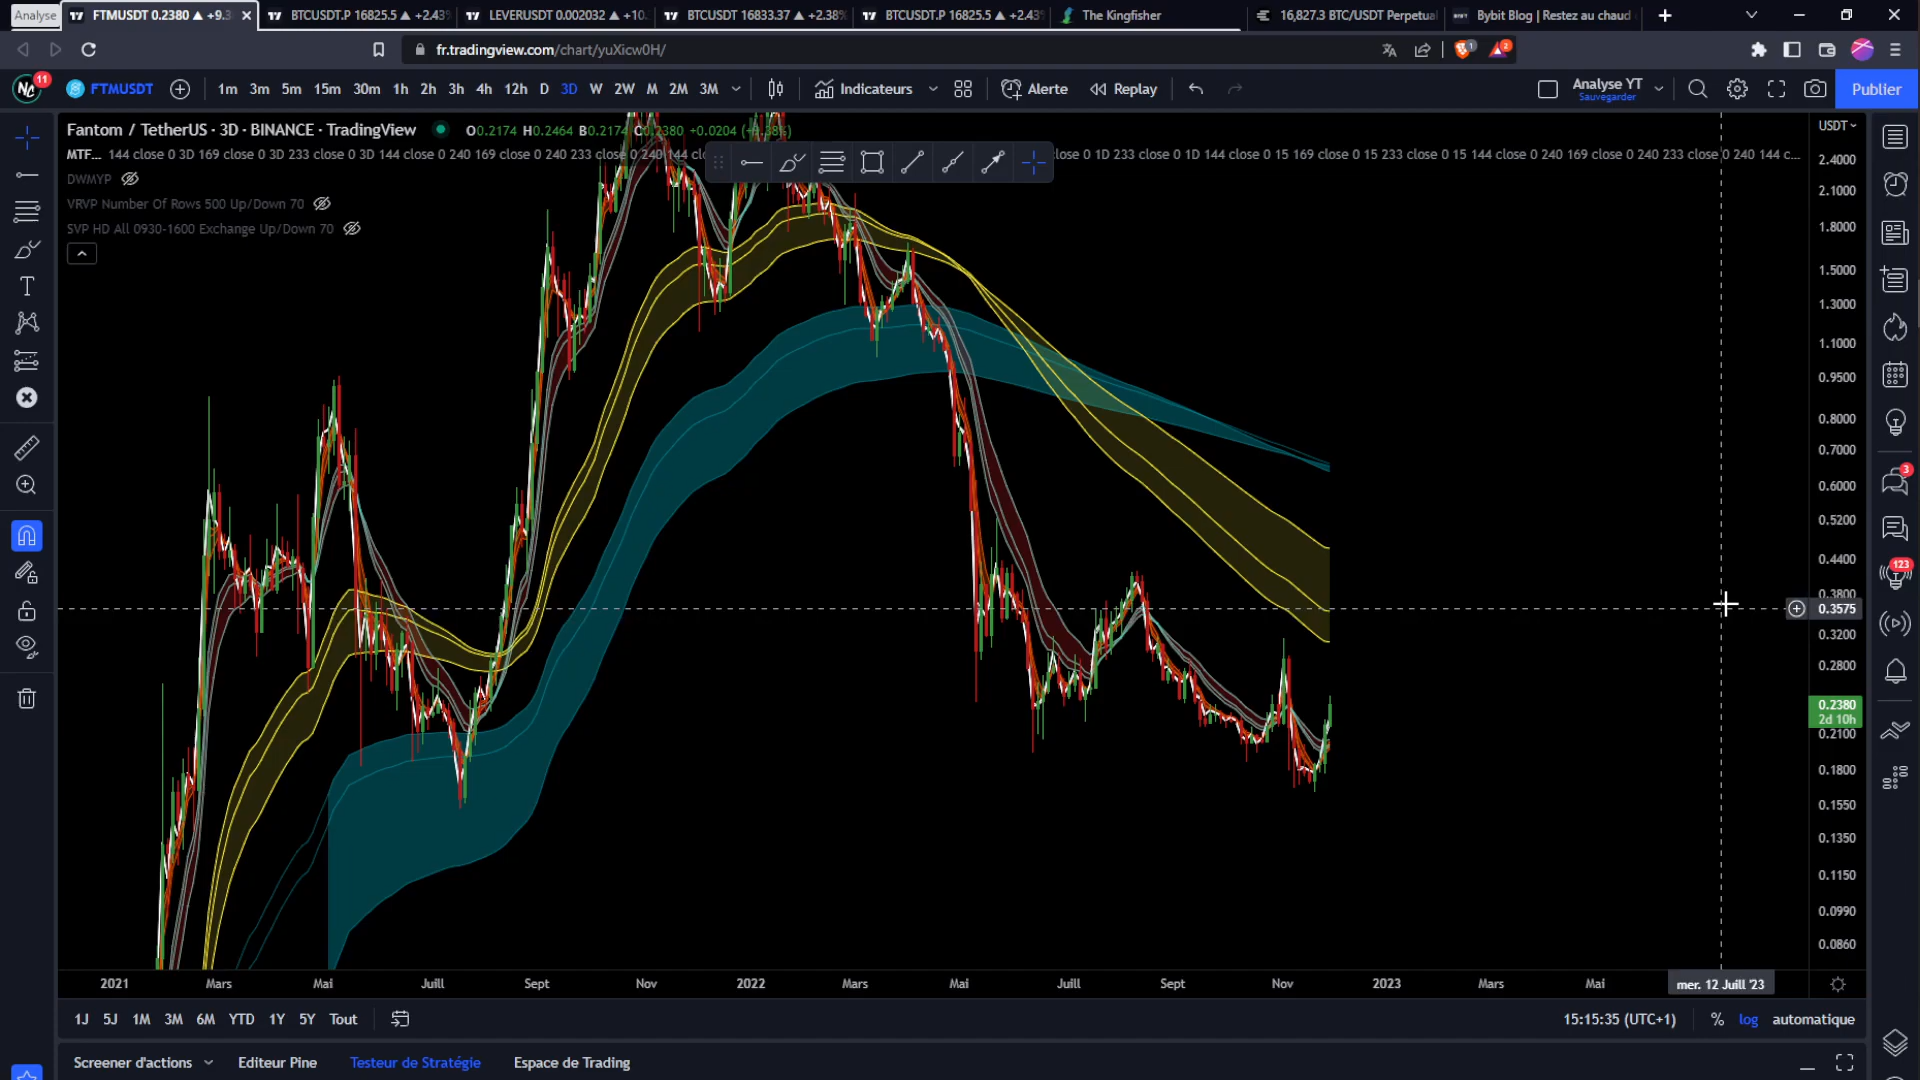 Analyse
FTMUSDT 0.2380 ▲ +9.3
BTCUSDT.P 16825.5 ▲ +2.43%
LEVERUSDT 0.002032 ▲ +10.
BTCUSDT 16833.37 ▲ +2.38%
BTCUSDT.P 16825.5 ▲ +2.43%
The Kingfisher
16,827.3 BTC/USDT Perpetual
Bybit Blog | Restez au chaud
fr.tradingview.com/chart/yuXicw0H/
1
2
11
FTMUSDT
1m 3m 5m 15m 30m 1h 2h 3h 4h 12h D 3D W 2W M 2M 3M
Indicateurs
Alerte
Replay
Analyse YT
Sauvegarder
Publier
Fantom / TetherUS · 3D · BINANCE · TradingView
O0.2174 H0.2464 B0.2174 C0.2380 +0.0204 (+9.38%)
MTF... 144 close 0 3D 169 close 0 3D 233 close 0 3D 144 close 0 240 169 close 0 240 233 close 0 240 144 cl
close 0 1D 233 close 0 1D 144 close 0 15 169 close 0 15 233 close 0 15 144 close 0 240 169 close 0 240 233 close 0 240 144 c...
DWMYP
VRVP Number Of Rows 500 Up/Down 70
SVP HD All 0930-1600 Exchange Up/Down 70
USDT
2.4000
2.1000
1.8000
1.5000
1.3000
1.1000
0.9500
0.8000
0.7000
0.6000
0.5200
0.4400
0.3800
0.3575
0.3200
0.2800
0.2380
2d 10h
0.2100
0.1800
0.1550
0.1350
0.1150
0.0990
0.0860
3
123
2021 Mars Mai Juill Sept Nov 2022 Mars Mai Juill Sept Nov 2023 Mars Mai mer. 12 Juill '23
1J 5J 1M 3M 6M YTD 1Y 5Y Tout
15:15:35 (UTC+1) % log automatique
Screener d'actions
Editeur Pine
Testeur de Stratégie
Espace de Trading